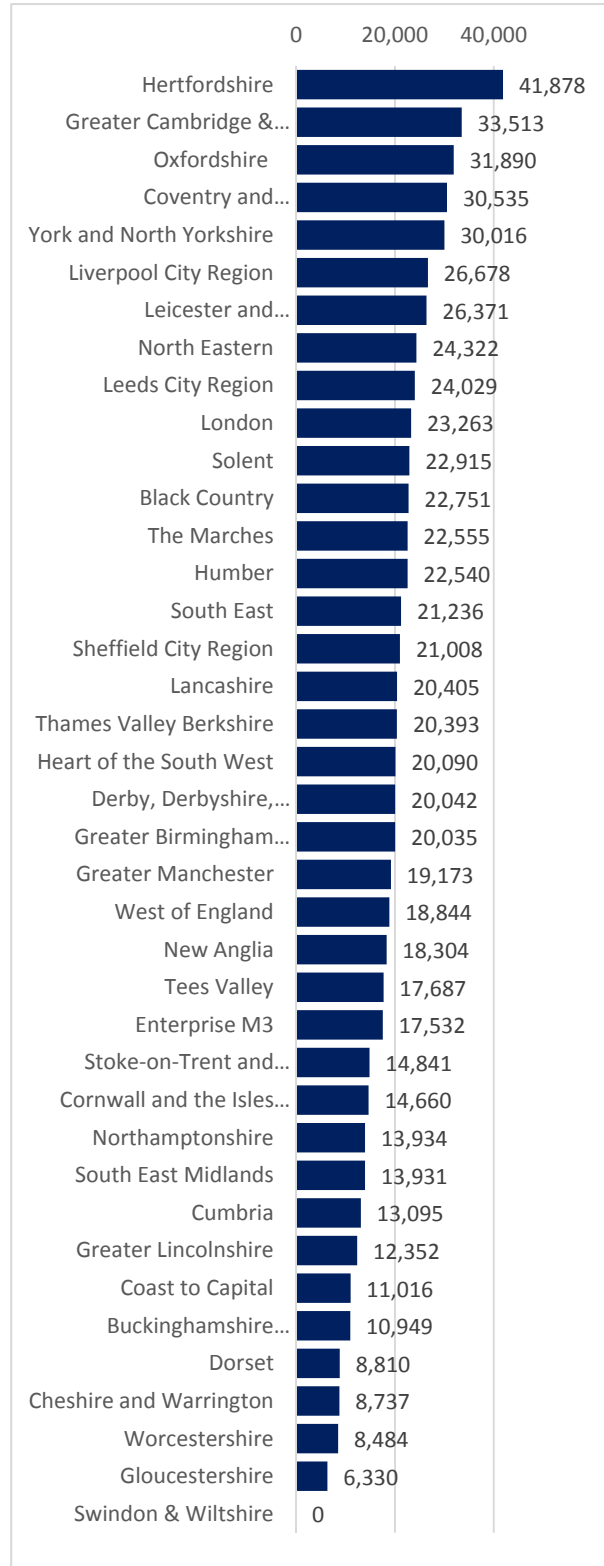 0 20,000 40,000
Hertfordshire 41,878
Greater Cambridge &... 33,513
Oxfordshire 31,890
Coventry and... 30,535
York and North Yorkshire 30,016
Liverpool City Region 26,678
Leicester and... 26,371
North Eastern 24,322
Leeds City Region 24,029
London 23,263
Solent 22,915
Black Country 22,751
The Marches 22,555
Humber 22,540
South East 21,236
Sheffield City Region 21,008
Lancashire 20,405
Thames Valley Berkshire 20,393
Heart of the South West 20,090
Derby, Derbyshire,... 20,042
Greater Birmingham... 20,035
Greater Manchester 19,173
West of England 18,844
New Anglia 18,304
Tees Valley 17,687
Enterprise M3 17,532
Stoke-on-Trent and... 14,841
Cornwall and the Isles... 14,660
Northamptonshire 13,934
South East Midlands 13,931
Cumbria 13,095
Greater Lincolnshire 12,352
Coast to Capital 11,016
Buckinghamshire... 10,949
Dorset 8,810
Cheshire and Warrington 8,737
Worcestershire 8,484
Gloucestershire 6,330
Swindon & Wiltshire 0